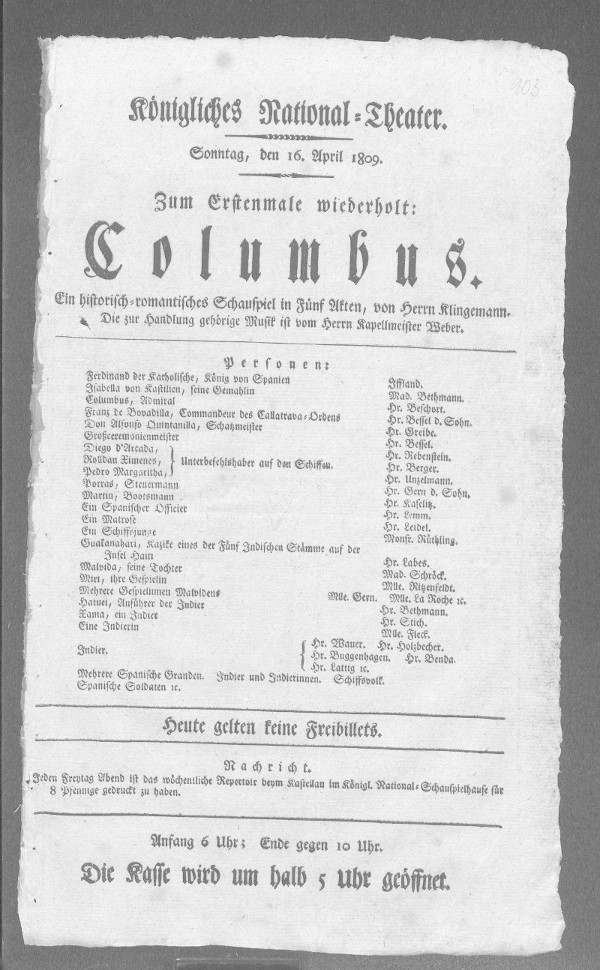 103
Königliches National-Theater.
Sonntag, den 16. April 1809.
Zum Erstenmale wiederholt:
Columbus.
Ein historisch-romantisches Schauspiel in Fünf Akten, von Herrn Klingemann.
Die zur Handlung gehörige Musik ist vom Herrn Kapellmeister Weber.
Personen:
Ferdinand der Katholische, König von Spanien Iffland.
Isabella von Kastilien, seine Gemahlin Mad. Bethmann.
Columbus, Admiral Hr. Beschort.
Franz de Bovadilla, Commandeur des Callatrava-Ordens Hr. Bessel d. Sohn.
Don Alfonso Quintanilla, Schatzmeister Hr. Greibe.
Großceremonienmeister Hr. Bessel.
Diego d'Arcada, Hr. Rebenstein.
Roldan Ximenes, Unterbefehlshaber auf den Schiffen. Hr. Berger.
Pedro Margaritha, Hr. Unzelmann.
Porras, Steuermann Hr. Gern d. Sohn.
Martin, Bootsmann Hr. Kaselitz.
Ein Spanischer Officier Hr. Lemm.
Ein Matrose Hr. Leidel.
Ein Schiffsjunge Monsr. Rüthling.
Guakanahari, Kazike eines der Fünf Indischen Stämme auf der
Insel Haiti Hr. Labes.
Malvida, seine Tochter Mad. Schröck.
Miri, ihre Gespielin Mlle. Ritzenfeldt.
Mehrere Gespielinnen Malvidens Mlle. Gern. Mlle. La Roche ꝛc.
Hatuei, Anführer der Indier Hr. Bethmann.
Xama, ein Indier Hr. Stich.
Eine Indierin Mlle. Fleck.
Indier. Hr. Wauer. Hr. Holzbecher.
Hr. Buggenhagen. Hr. Benda.
Hr. Lattig ꝛc.
Mehrere Spanische Granden. Indier und Indierinnen. Schiffsvolk.
Spanische Soldaten ꝛc.
Heute gelten keine Freibillets.
Nachricht.
Jeden Freytag Abend ist das wöchentliche Repertoir beym Kastellan im Königl. National-Schauspielhause für
8 Pfennige gedruckt zu haben.
Anfang 6 Uhr; Ende gegen 10 Uhr.
Die Kasse wird um halb 5 Uhr geöffnet.